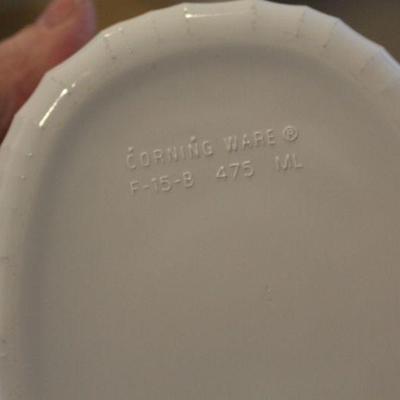 CORNING WARE®
F-15-B 475 ML